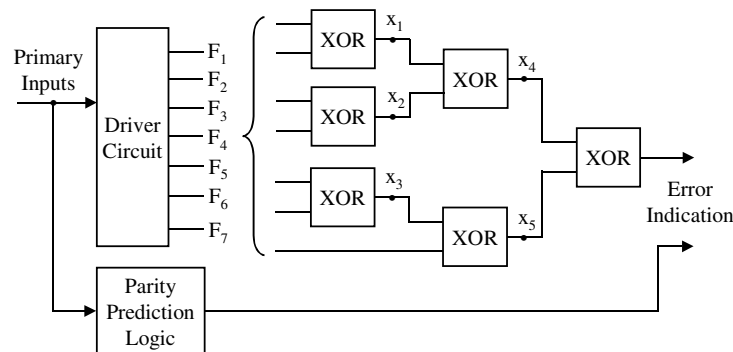 Primary
Inputs
Driver
Circuit
F₁
F₂
F₃
F₄
F₅
F₆
F₇
XOR
x₁
XOR
x₂
XOR
x₃
XOR
x₄
XOR
x₅
XOR
Error
Indication
Parity
Prediction
Logic